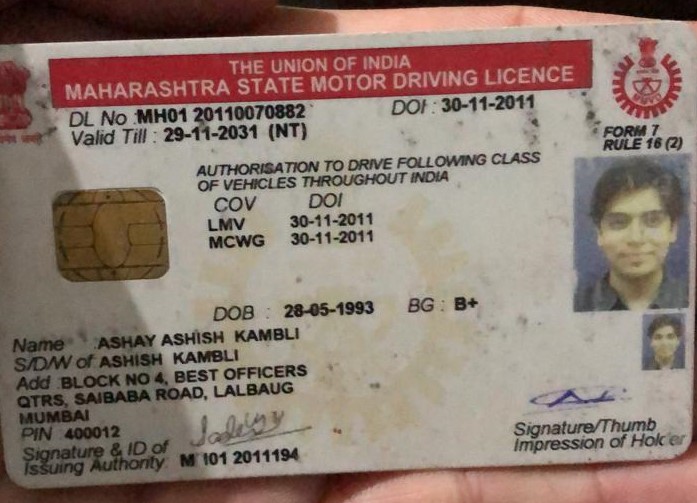 THE UNION OF INDIA
MAHARASHTRA STATE MOTOR DRIVING LICENCE
DL No : MH01 20110070882 DOI : 30-11-2011
Valid Till : 29-11-2031 (NT)
FORM 7
RULE 16 (2)
AUTHORISATION TO DRIVE FOLLOWING CLASS
OF VEHICLES THROUGHOUT INDIA
COV DOI
LMV 30-11-2011
MCWG 30-11-2011
DOB : 28-05-1993 BG : B+
Name : ASHAY ASHISH KAMBLI
S/D/W of ASHISH KAMBLI
Add BLOCK NO 4, BEST OFFICERS
QTRS, SAIBABA ROAD, LALBAUG
MUMBAI
PIN 400012
Signature & ID of
Issuing Authority: MH01 2011194
Signature/Thumb
Impression of Holder